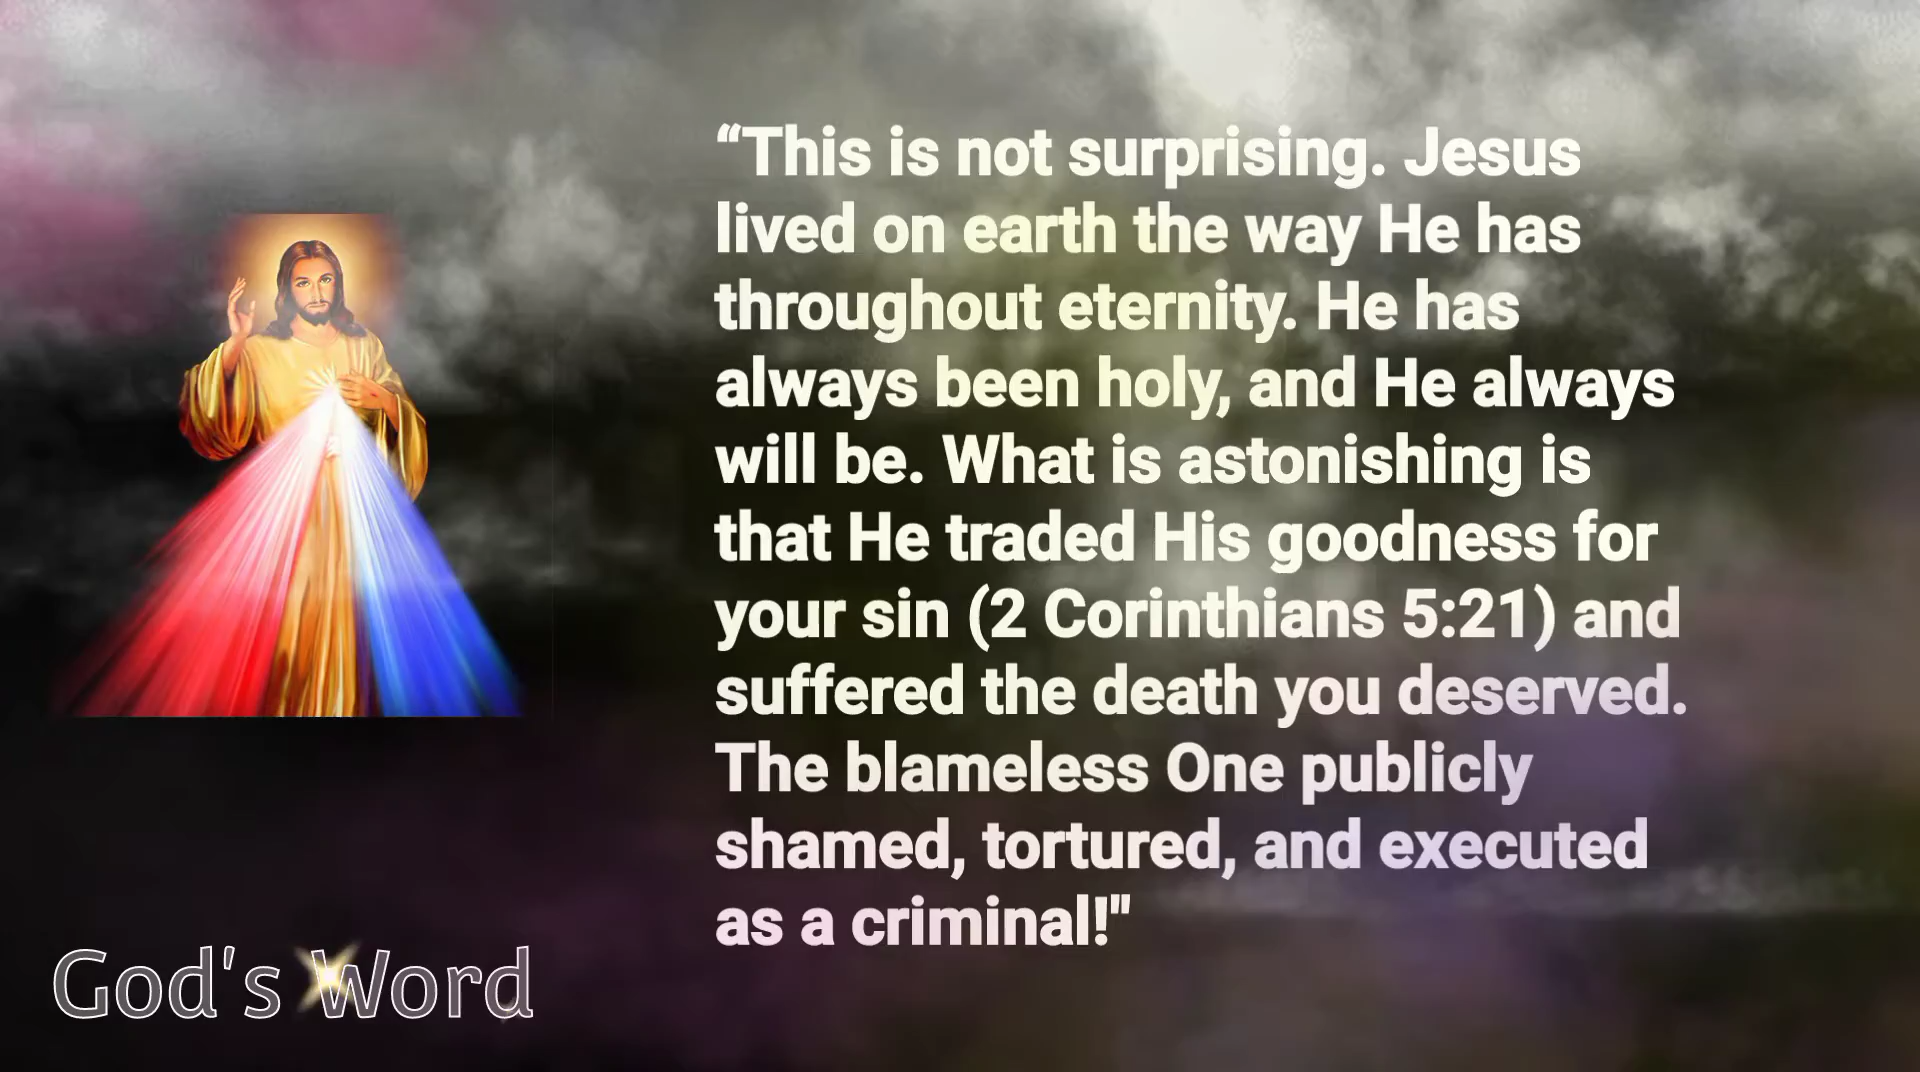 “This is not surprising. Jesus
lived on earth the way He has
throughout eternity. He has
always been holy, and He always
will be. What is astonishing is
that He traded His goodness for
your sin (2 Corinthians 5:21) and
suffered the death you deserved.
The blameless One publicly
shamed, tortured, and executed
as a criminal!"
God's Word